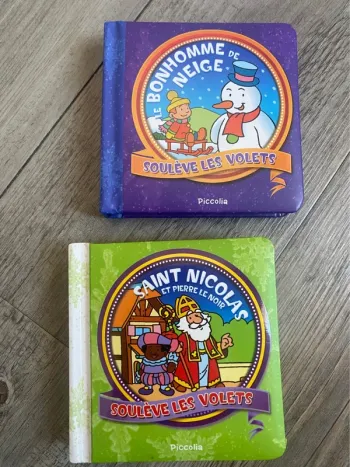 LE BONHOMME DE
NEIGE
SOULÈVE LES VOLETS
Piccolia
SAINT NICOLAS
ET PIERRE LE NOIR
SOULÈVE LES VOLETS
Piccolia